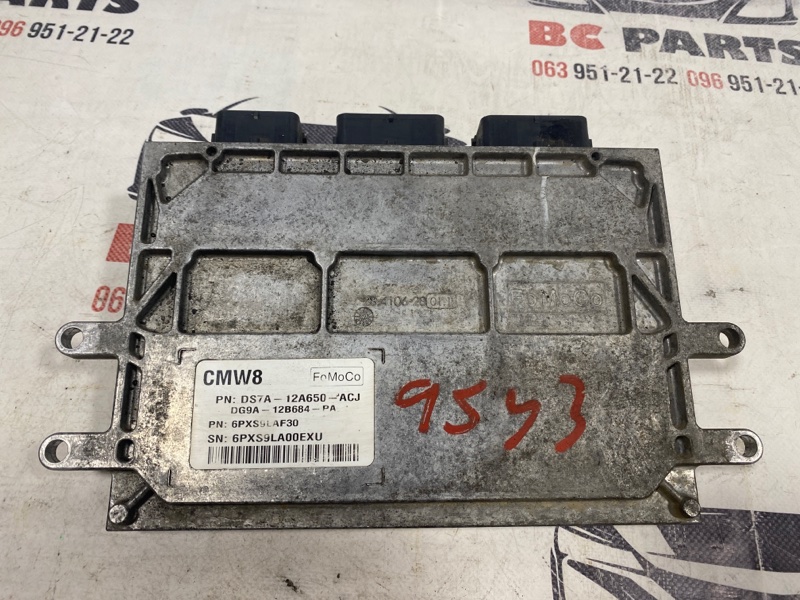 BC PARTS
096 951-21-22
063 951-21-22 096 951-21-
FoMoCo
CMW8 FoMoCo
PN: DS7A-12A650-ACJ
DG9A-12B684-PA
PN: 6PXS9LAF30
SN: 6PXS9LA00EXU
9543